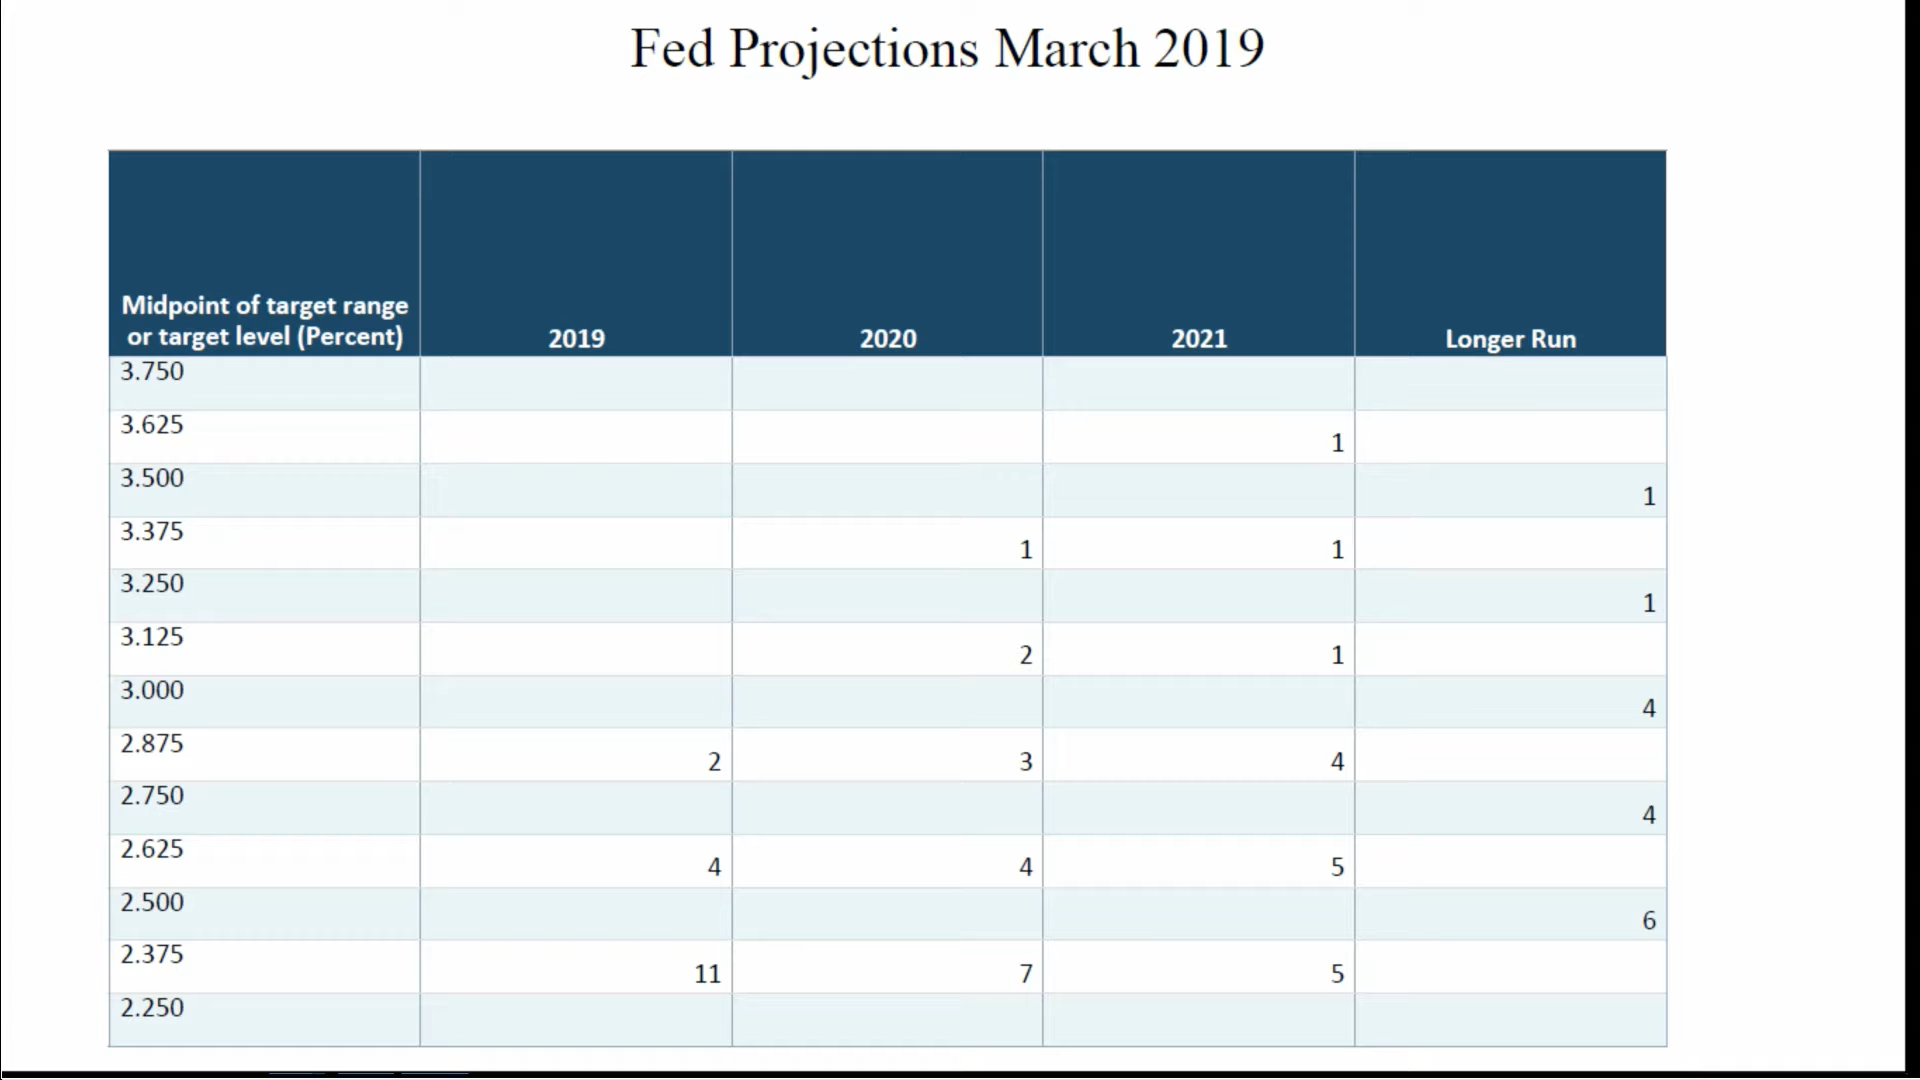 Fed Projections March 2019
Midpoint of target range
or target level (Percent) 2019 2020 2021 Longer Run
3.750
3.625 1
3.500 1
3.375 1 1
3.250 1
3.125 2 1
3.000 4
2.875 2 3 4
2.750 4
2.625 4 4 5
2.500 6
2.375 11 7 5
2.250